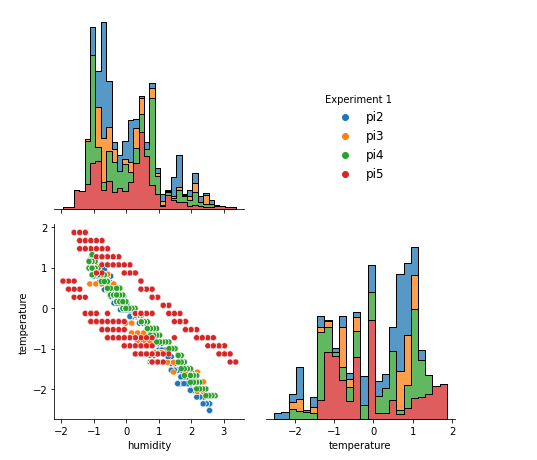 Experiment 1
pi2
pi3
pi4
pi5
2
1
0
−1
−2
temperature
−2 −1 0 1 2 3
humidity
−2 −1 0 1 2
temperature